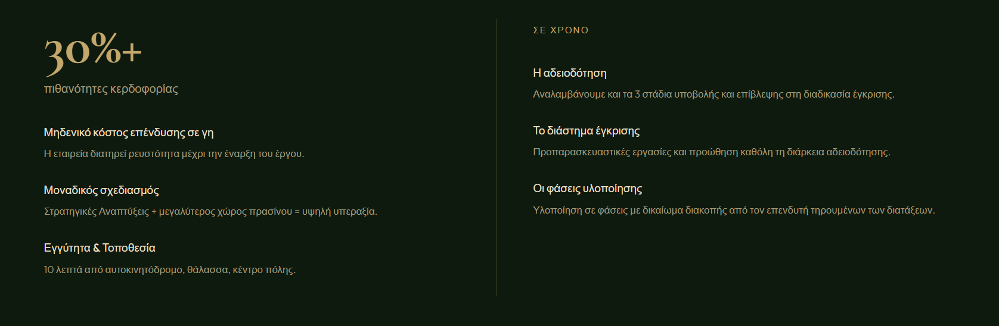 30%+
πιθανότητες κερδοφορίας
Μηδενικό κόστος επένδυσης σε γη
Η εταιρεία διατηρεί ρευστότητα μέχρι την έναρξη του έργου.
Μοναδικός σχεδιασμός
Στρατηγικές Αναπτύξεις + μεγαλύτερος χώρος πρασίνου = υψηλή υπεραξία.
Εγγύτητα & Τοποθεσία
10 λεπτά από αυτοκινητόδρομο, θάλασσα, κέντρο πόλης.
ΣΕ ΧΡΟΝΟ
Η αδειοδότηση
Αναλαμβάνουμε και τα 3 στάδια υποβολής και επίβλεψης στη διαδικασία έγκρισης.
Το διάστημα έγκρισης
Προπαρασκευαστικές εργασίες και προώθηση καθόλη τη διάρκεια αδειοδότησης.
Οι φάσεις υλοποίησης
Υλοποίηση σε φάσεις με δικαίωμα διακοπής από τον επενδυτή τηρουμένων των διατάξεων.